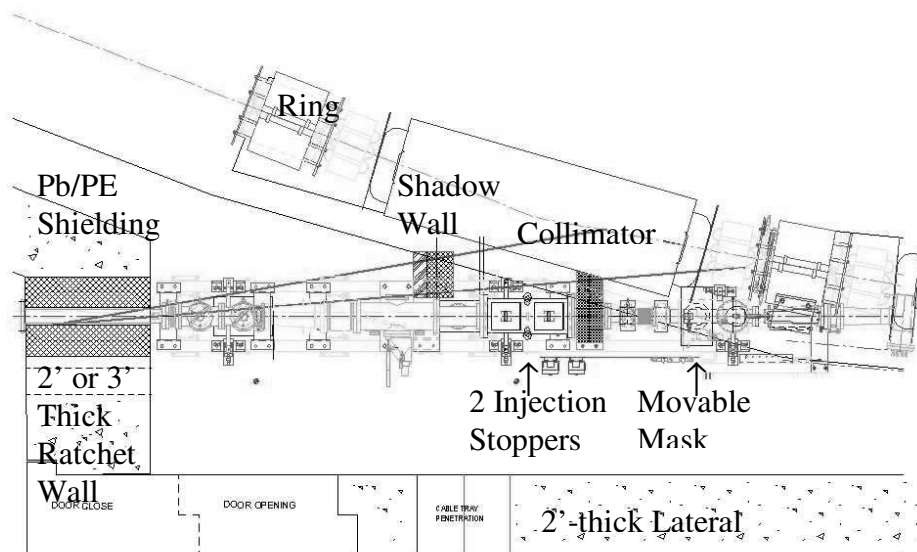 Ring
Pb/PE
Shielding
Shadow
Wall
Collimator
2' or 3'
Thick
Ratchet
Wall
2 Injection
Stoppers
Movable
Mask
DOOR CLOSE
DOOR OPENING
CABLE TRAY
PENETRATION
2'-thick Lateral